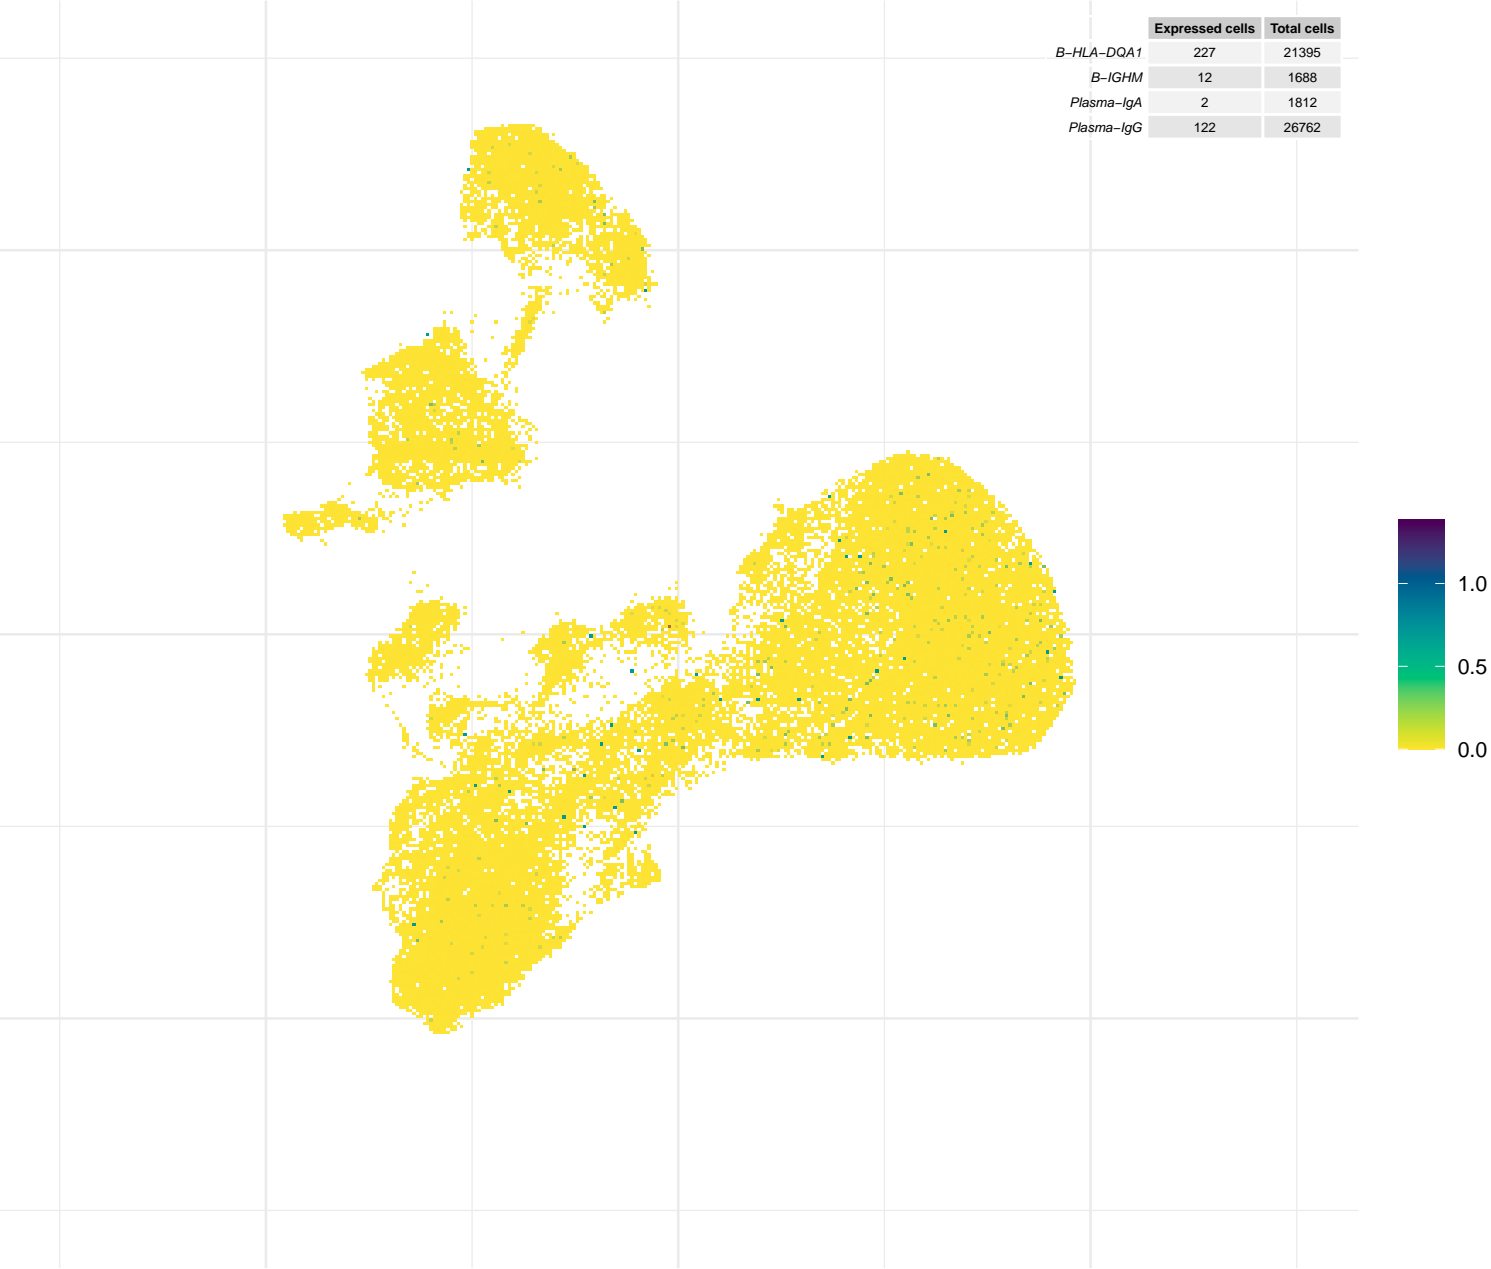 Expressed cells Total cells
B−HLA−DQA1 227 21395
B−IGHM 12 1688
Plasma−IgA 2 1812
Plasma−IgG 122 26762
1.0
0.5
0.0